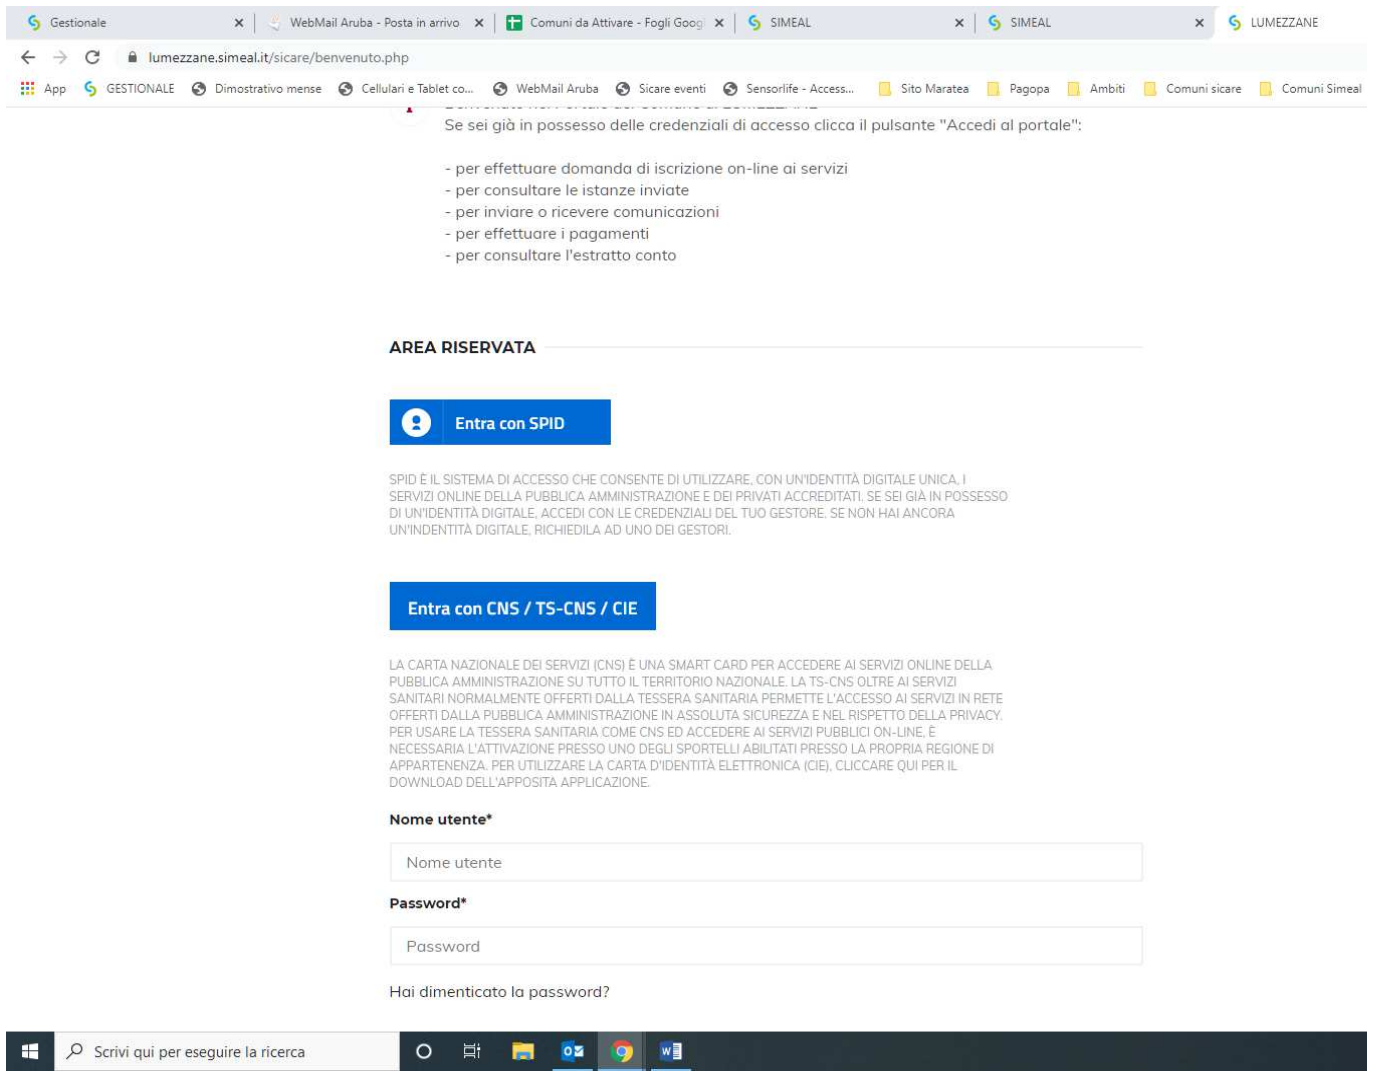 Gestionale
WebMail Aruba - Posta in arrivo
Comuni da Attivare - Fogli Goog
SIMEAL
SIMEAL
LUMEZZANE
lumezzane.simeal.it/sicare/benvenuto.php
App
GESTIONALE
Dimostrativo mense
Cellulari e Tablet co...
WebMail Aruba
Sicare eventi
Sensorlife - Access...
Sito Maratea
Pagopa
Ambiti
Comuni sicare
Comuni Simeal
Se sei già in possesso delle credenziali di accesso clicca il pulsante "Accedi al portale":
- per effettuare domanda di iscrizione on-line ai servizi
- per consultare le istanze inviate
- per inviare o ricevere comunicazioni
- per effettuare i pagamenti
- per consultare l'estratto conto
AREA RISERVATA
Entra con SPID
SPID È IL SISTEMA DI ACCESSO CHE CONSENTE DI UTILIZZARE, CON UN'IDENTITÀ DIGITALE UNICA, I
SERVIZI ONLINE DELLA PUBBLICA AMMINISTRAZIONE E DEI PRIVATI ACCREDITATI. SE SEI GIÀ IN POSSESSO
DI UN'IDENTITÀ DIGITALE, ACCEDI CON LE CREDENZIALI DEL TUO GESTORE. SE NON HAI ANCORA
UN'INDENTITÀ DIGITALE, RICHIEDILA AD UNO DEI GESTORI.
Entra con CNS / TS-CNS / CIE
LA CARTA NAZIONALE DEI SERVIZI (CNS) È UNA SMART CARD PER ACCEDERE AI SERVIZI ONLINE DELLA
PUBBLICA AMMINISTRAZIONE SU TUTTO IL TERRITORIO NAZIONALE. LA TS-CNS OLTRE AI SERVIZI
SANITARI NORMALMENTE OFFERTI DALLA TESSERA SANITARIA PERMETTE L'ACCESSO AI SERVIZI IN RETE
OFFERTI DALLA PUBBLICA AMMINISTRAZIONE IN ASSOLUTA SICUREZZA E NEL RISPETTO DELLA PRIVACY.
PER USARE LA TESSERA SANITARIA COME CNS ED ACCEDERE AI SERVIZI PUBBLICI ON-LINE, È
NECESSARIA L'ATTIVAZIONE PRESSO UNO DEGLI SPORTELLI ABILITATI PRESSO LA PROPRIA REGIONE DI
APPARTENENZA. PER UTILIZZARE LA CARTA D'IDENTITÀ ELETTRONICA (CIE), CLICCARE QUI PER IL
DOWNLOAD DELL'APPOSITA APPLICAZIONE.
Nome utente*
Nome utente
Password*
Password
Hai dimenticato la password?
Scrivi qui per eseguire la ricerca